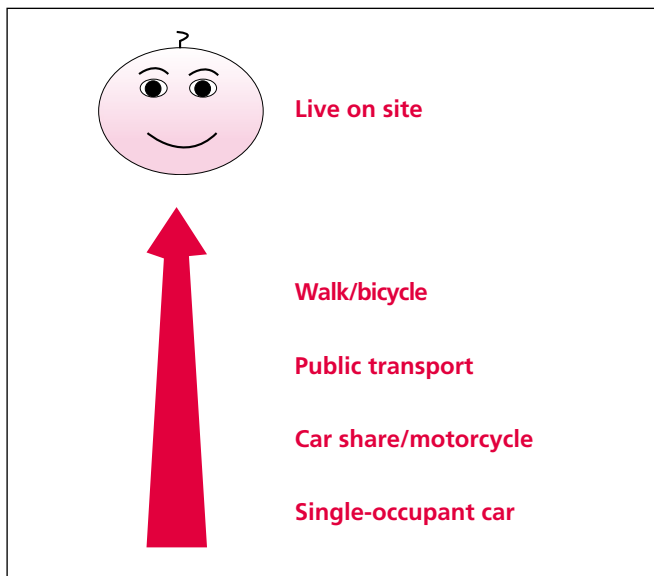 Live on site
Walk/bicycle
Public transport
Car share/motorcycle
Single-occupant car